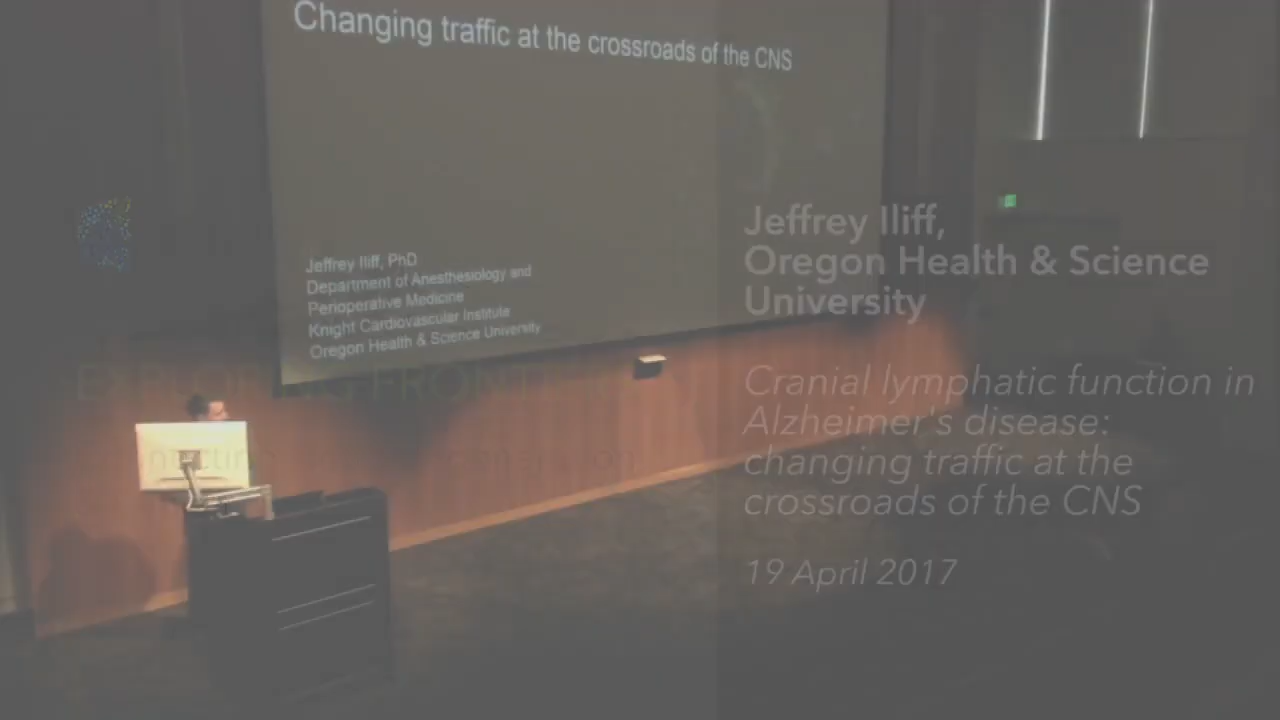 Changing traffic at the crossroads of the CNS
Jeffrey Iliff, PhD
Department of Anesthesiology and
Perioperative Medicine
Knight Cardiovascular Institute
Oregon Health & Science University
Jeffrey Iliff,
Oregon Health & Science
University
Cranial lymphatic function in
Alzheimer's disease:
changing traffic at the
crossroads of the CNS
19 April 2017
EXPLORING FRONTIERS